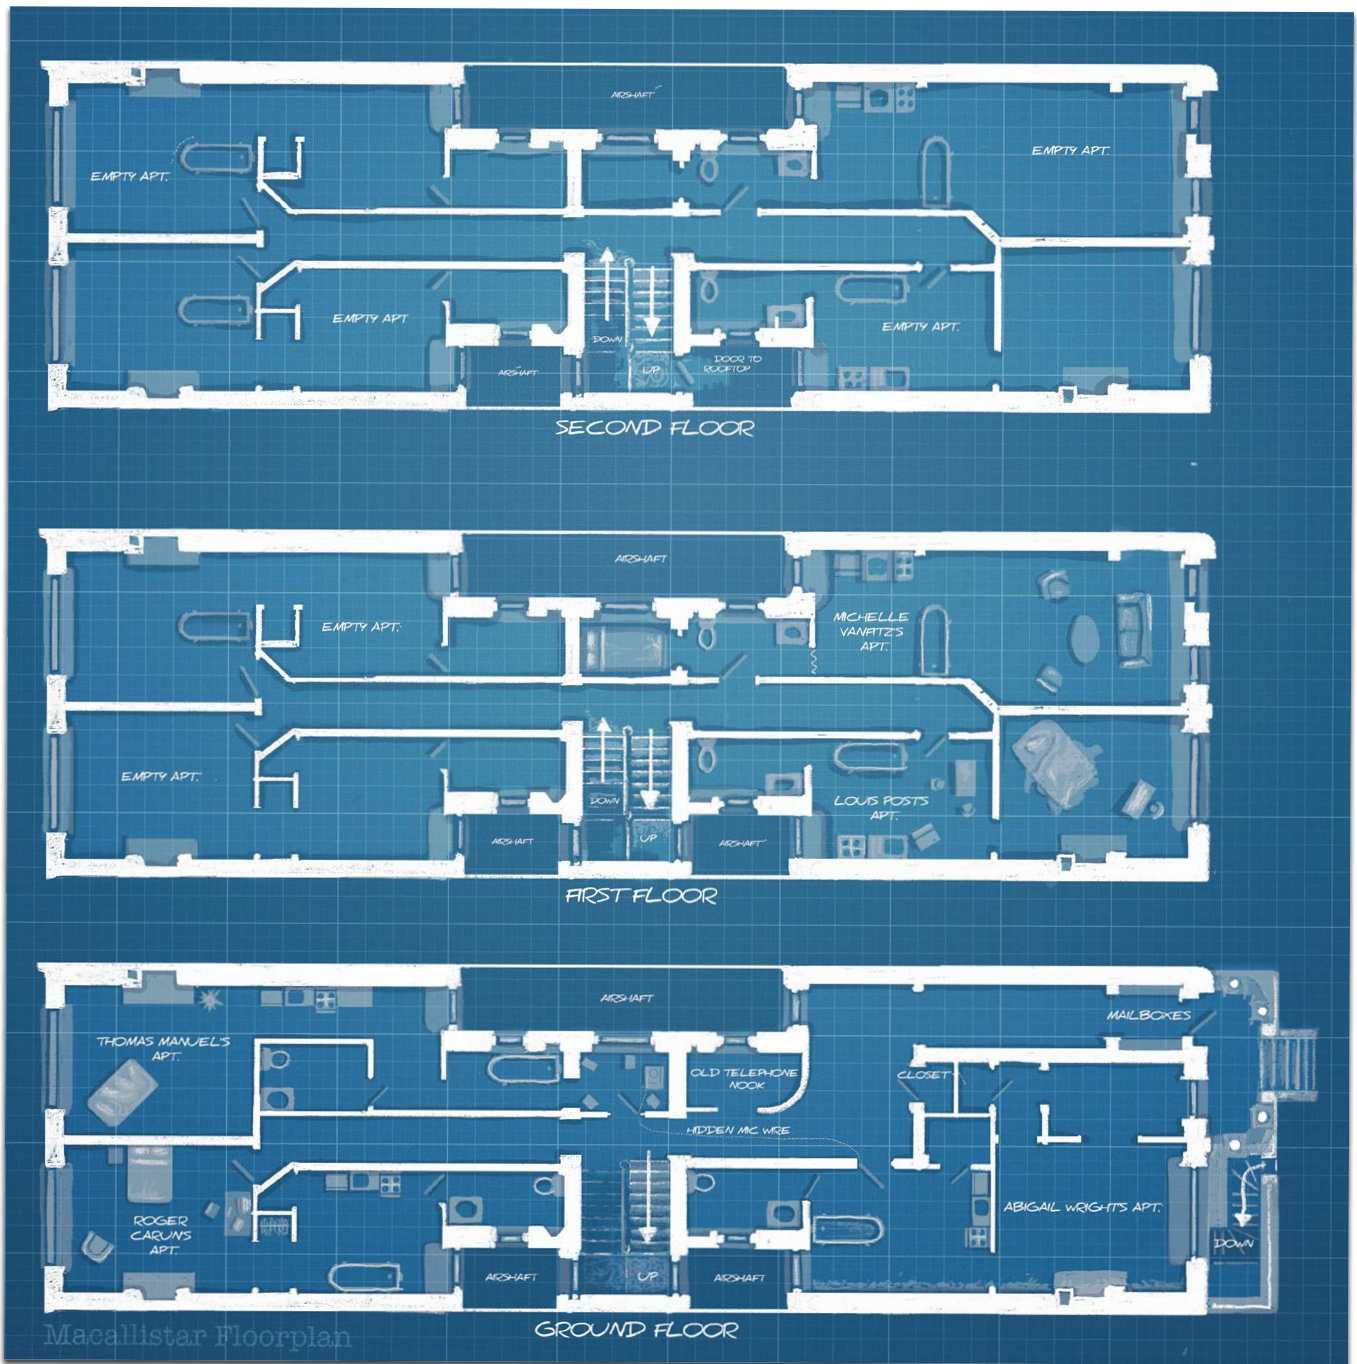 AIRSHAFT
EMPTY APT.
EMPTY APT.
EMPTY APT
EMPTY APT.
DOWN
UP
DOOR TO
ROOFTOP
AIRSHAFT
SECOND FLOOR
AIRSHAFT
EMPTY APT.
MICHELLE
VANFITZ'S
APT.
EMPTY APT.
LOUIS POST'S
APT.
DOWN
UP
AIRSHAFT
AIRSHAFT
FIRST FLOOR
AIRSHAFT
MAILBOXES
THOMAS MANUEL'S
APT.
OLD TELEPHONE
NOOK
CLOSET
HIDDEN MIC WIRE
ROGER
CARLIN'S
APT.
ABIGAIL WRIGHT'S APT.
DOWN
AIRSHAFT
UP
AIRSHAFT
GROUND FLOOR
Macallistar Floorplan